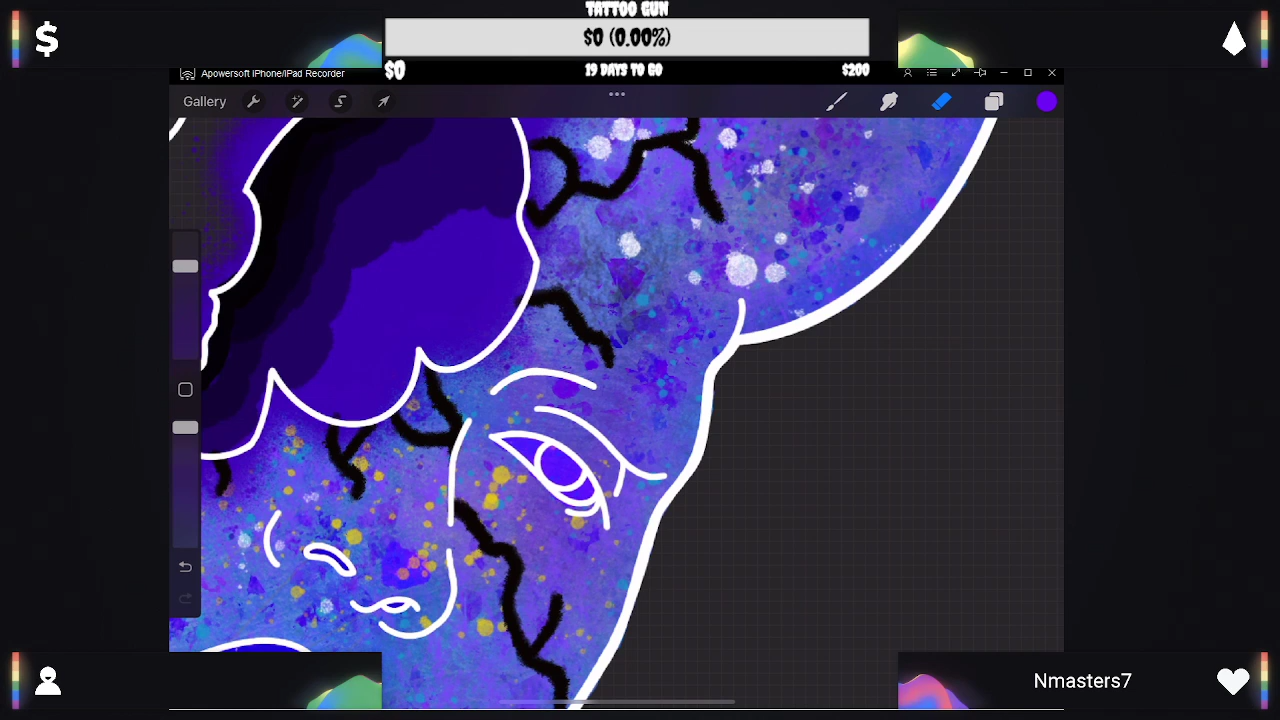 TATTOO GUN
$0 (0.00%)
$0 19 DAYS TO GO $200
Apowersoft iPhone/iPad Recorder
Gallery
Nmasters7